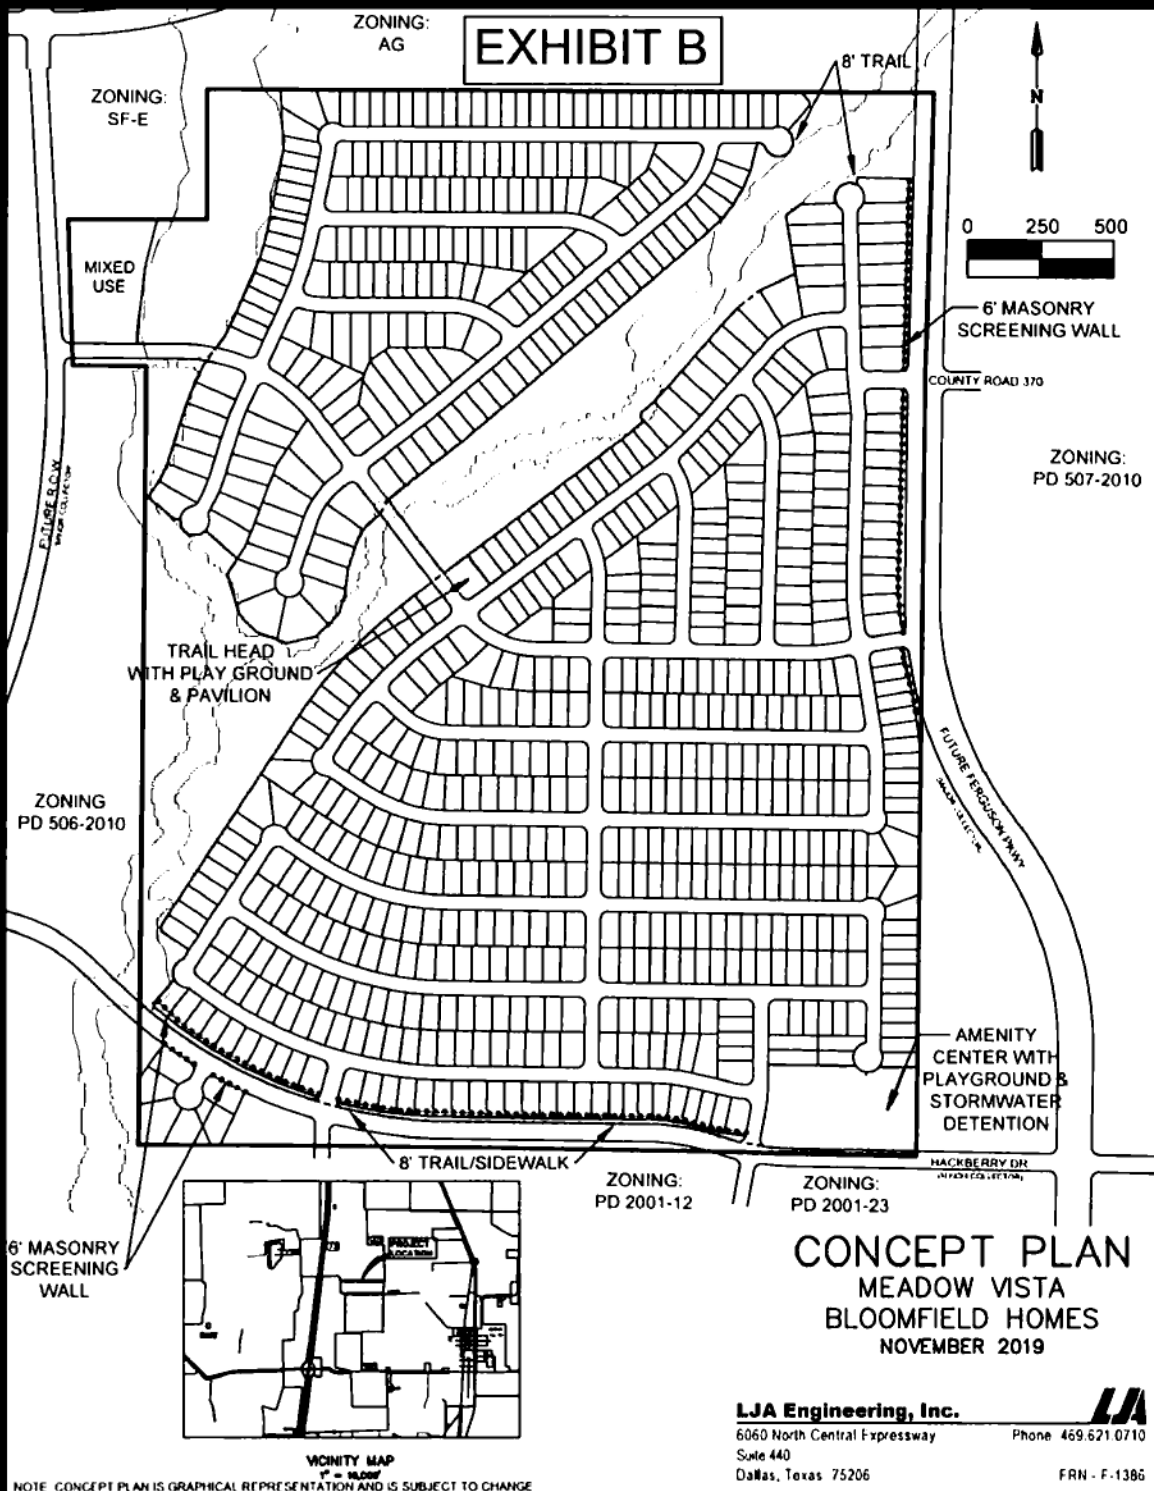 ZONING:
AG
EXHIBIT B
8' TRAIL
ZONING:
SF-E
N
0 250 500
MIXED
USE
6' MASONRY
SCREENING WALL
COUNTY ROAD 370
ZONING:
PD 507-2010
FUTURE R.O.W.
TRAIL HEAD
WITH PLAY GROUND
& PAVILION
FUTURE FERGUSON PKWY
ZONING
PD 506-2010
AMENITY
CENTER WITH
PLAYGROUND &
STORMWATER
DETENTION
8' TRAIL/SIDEWALK
HACKBERRY DR
ZONING:
PD 2001-12
ZONING:
PD 2001-23
6' MASONRY
SCREENING
WALL
PROJECT
LOCATION
CONCEPT PLAN
MEADOW VISTA
BLOOMFIELD HOMES
NOVEMBER 2019
LJA Engineering, Inc.
LJA
6060 North Central Expressway
Phone 469.621.0710
Suite 440
Dallas, Texas 75206
FRN - F-1386
VICINITY MAP
NOTE CONCEPT PLAN IS GRAPHICAL REPRESENTATION AND IS SUBJECT TO CHANGE